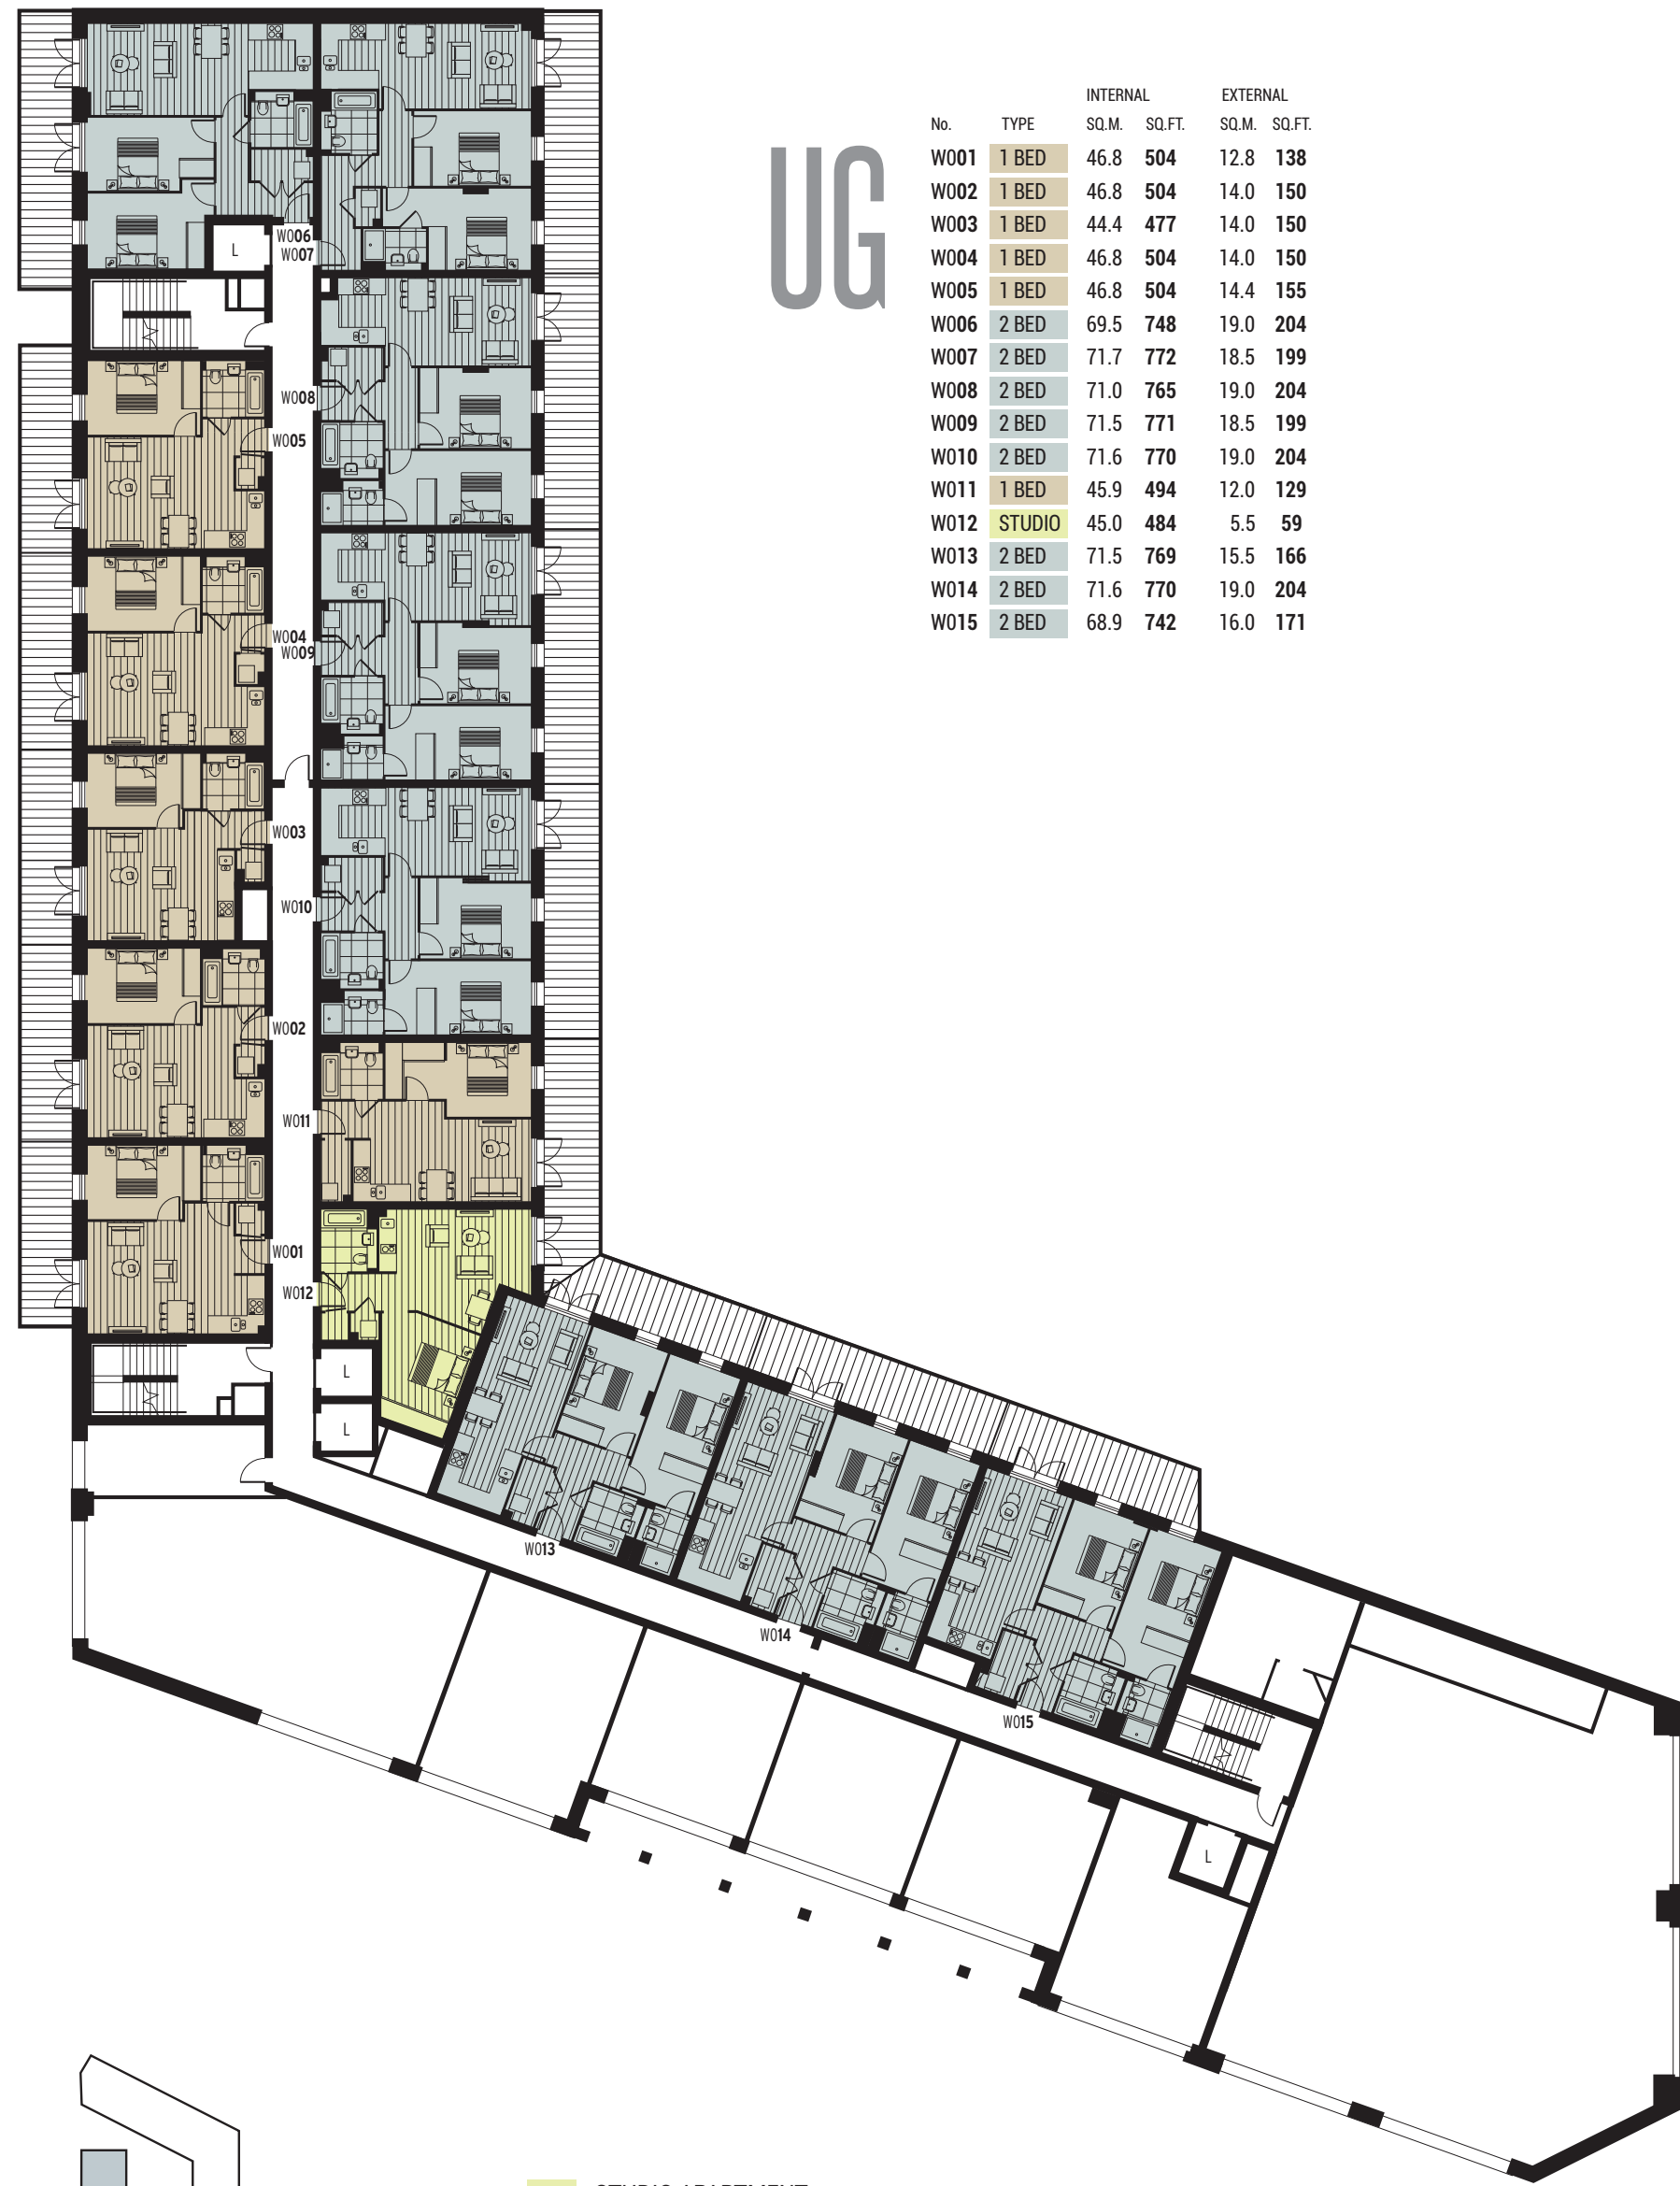 UG
INTERNAL EXTERNAL
No. TYPE SQ.M. SQ.FT. SQ.M. SQ.FT.
W001 1 BED 46.8 504 12.8 138
W002 1 BED 46.8 504 14.0 150
W003 1 BED 44.4 477 14.0 150
W004 1 BED 46.8 504 14.0 150
W005 1 BED 46.8 504 14.4 155
W006 2 BED 69.5 748 19.0 204
W007 2 BED 71.7 772 18.5 199
W008 2 BED 71.0 765 19.0 204
W009 2 BED 71.5 771 18.5 199
W010 2 BED 71.6 770 19.0 204
W011 1 BED 45.9 494 12.0 129
W012 STUDIO 45.0 484 5.5 59
W013 2 BED 71.5 769 15.5 166
W014 2 BED 71.6 770 19.0 204
W015 2 BED 68.9 742 16.0 171
W006
L
W007
W008
W005
W004
W009
W003
W010
W002
W011
W001
W012
L
L
W013
W014
W015
L
STUDIO APARTMENT